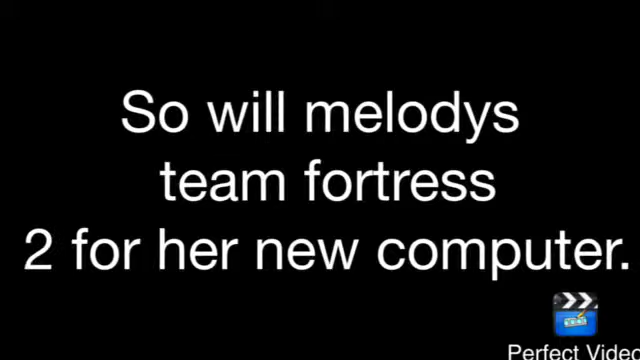 So will melodys
team fortress
2 for her new computer.
Perfect Video